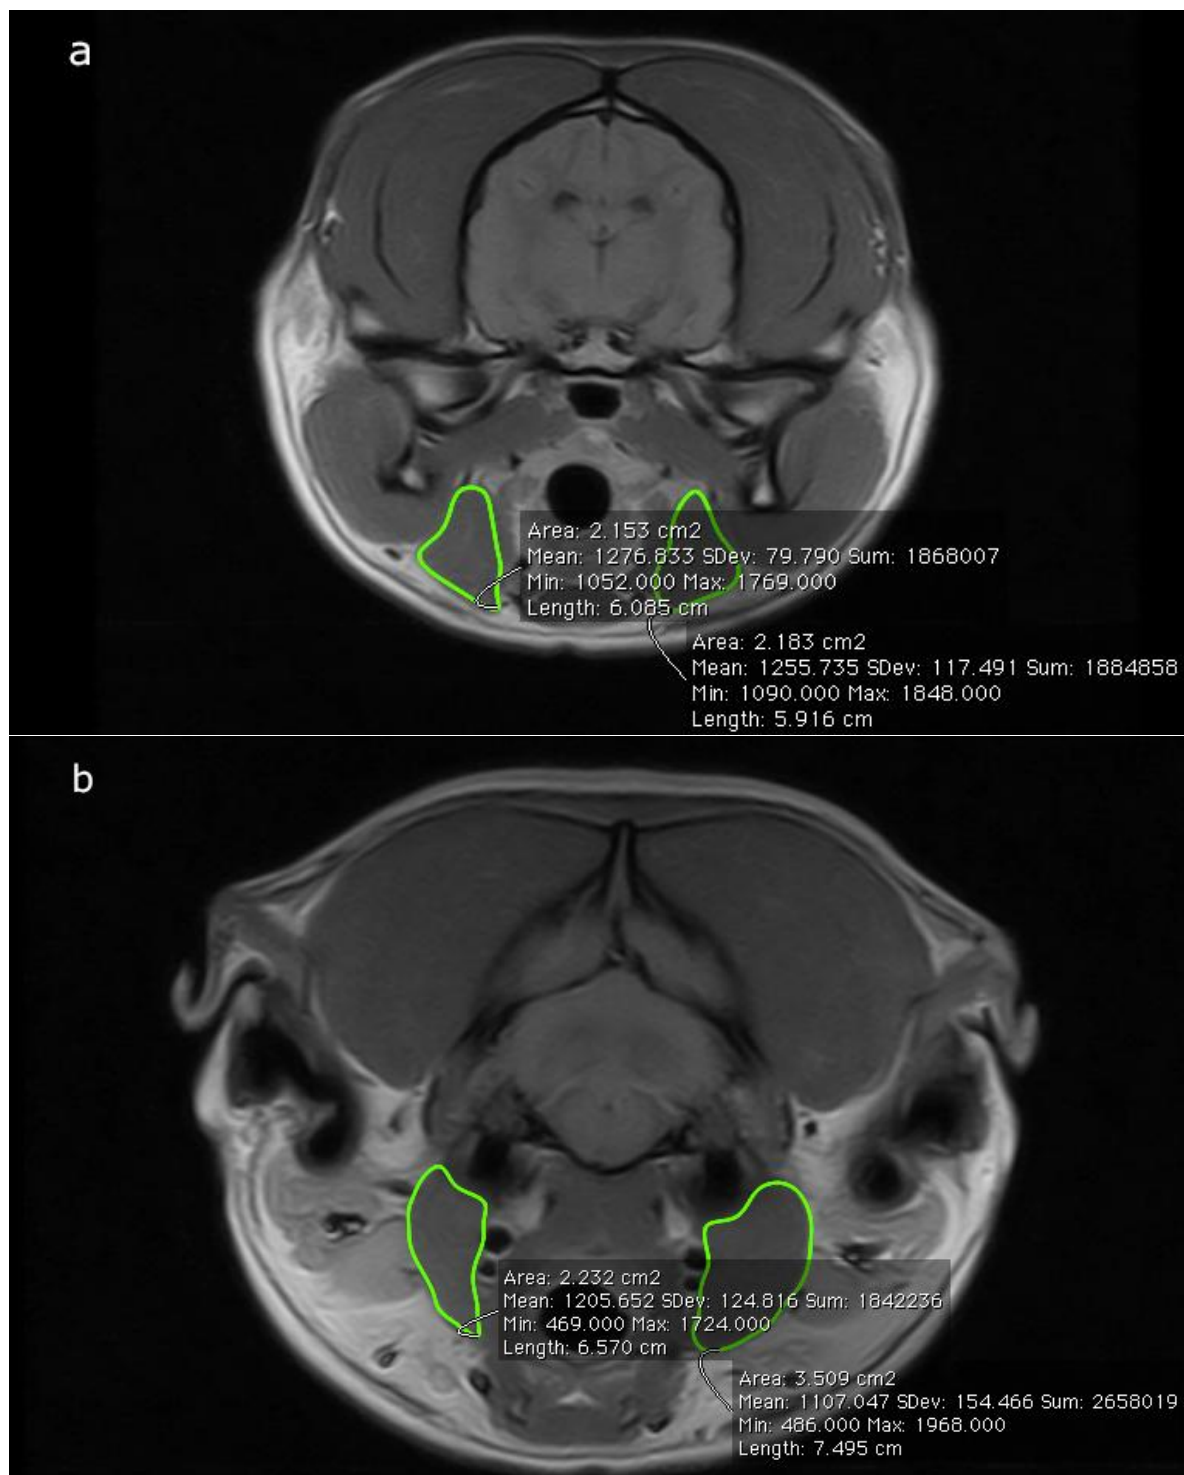 a
Area: 2.153 cm2
Mean: 1276.833 SDev: 79.790 Sum: 1868007
Min: 1052.000 Max: 1769.000
Length: 6.085 cm
Area: 2.183 cm2
Mean: 1255.735 SDev: 117.491 Sum: 1884858
Min: 1090.000 Max: 1848.000
Length: 5.916 cm
b
Area: 2.232 cm2
Mean: 1205.652 SDev: 124.816 Sum: 1842236
Min: 469.000 Max: 1724.000
Length: 6.570 cm
Area: 3.509 cm2
Mean: 1107.047 SDev: 154.466 Sum: 2658019
Min: 486.000 Max: 1968.000
Length: 7.495 cm